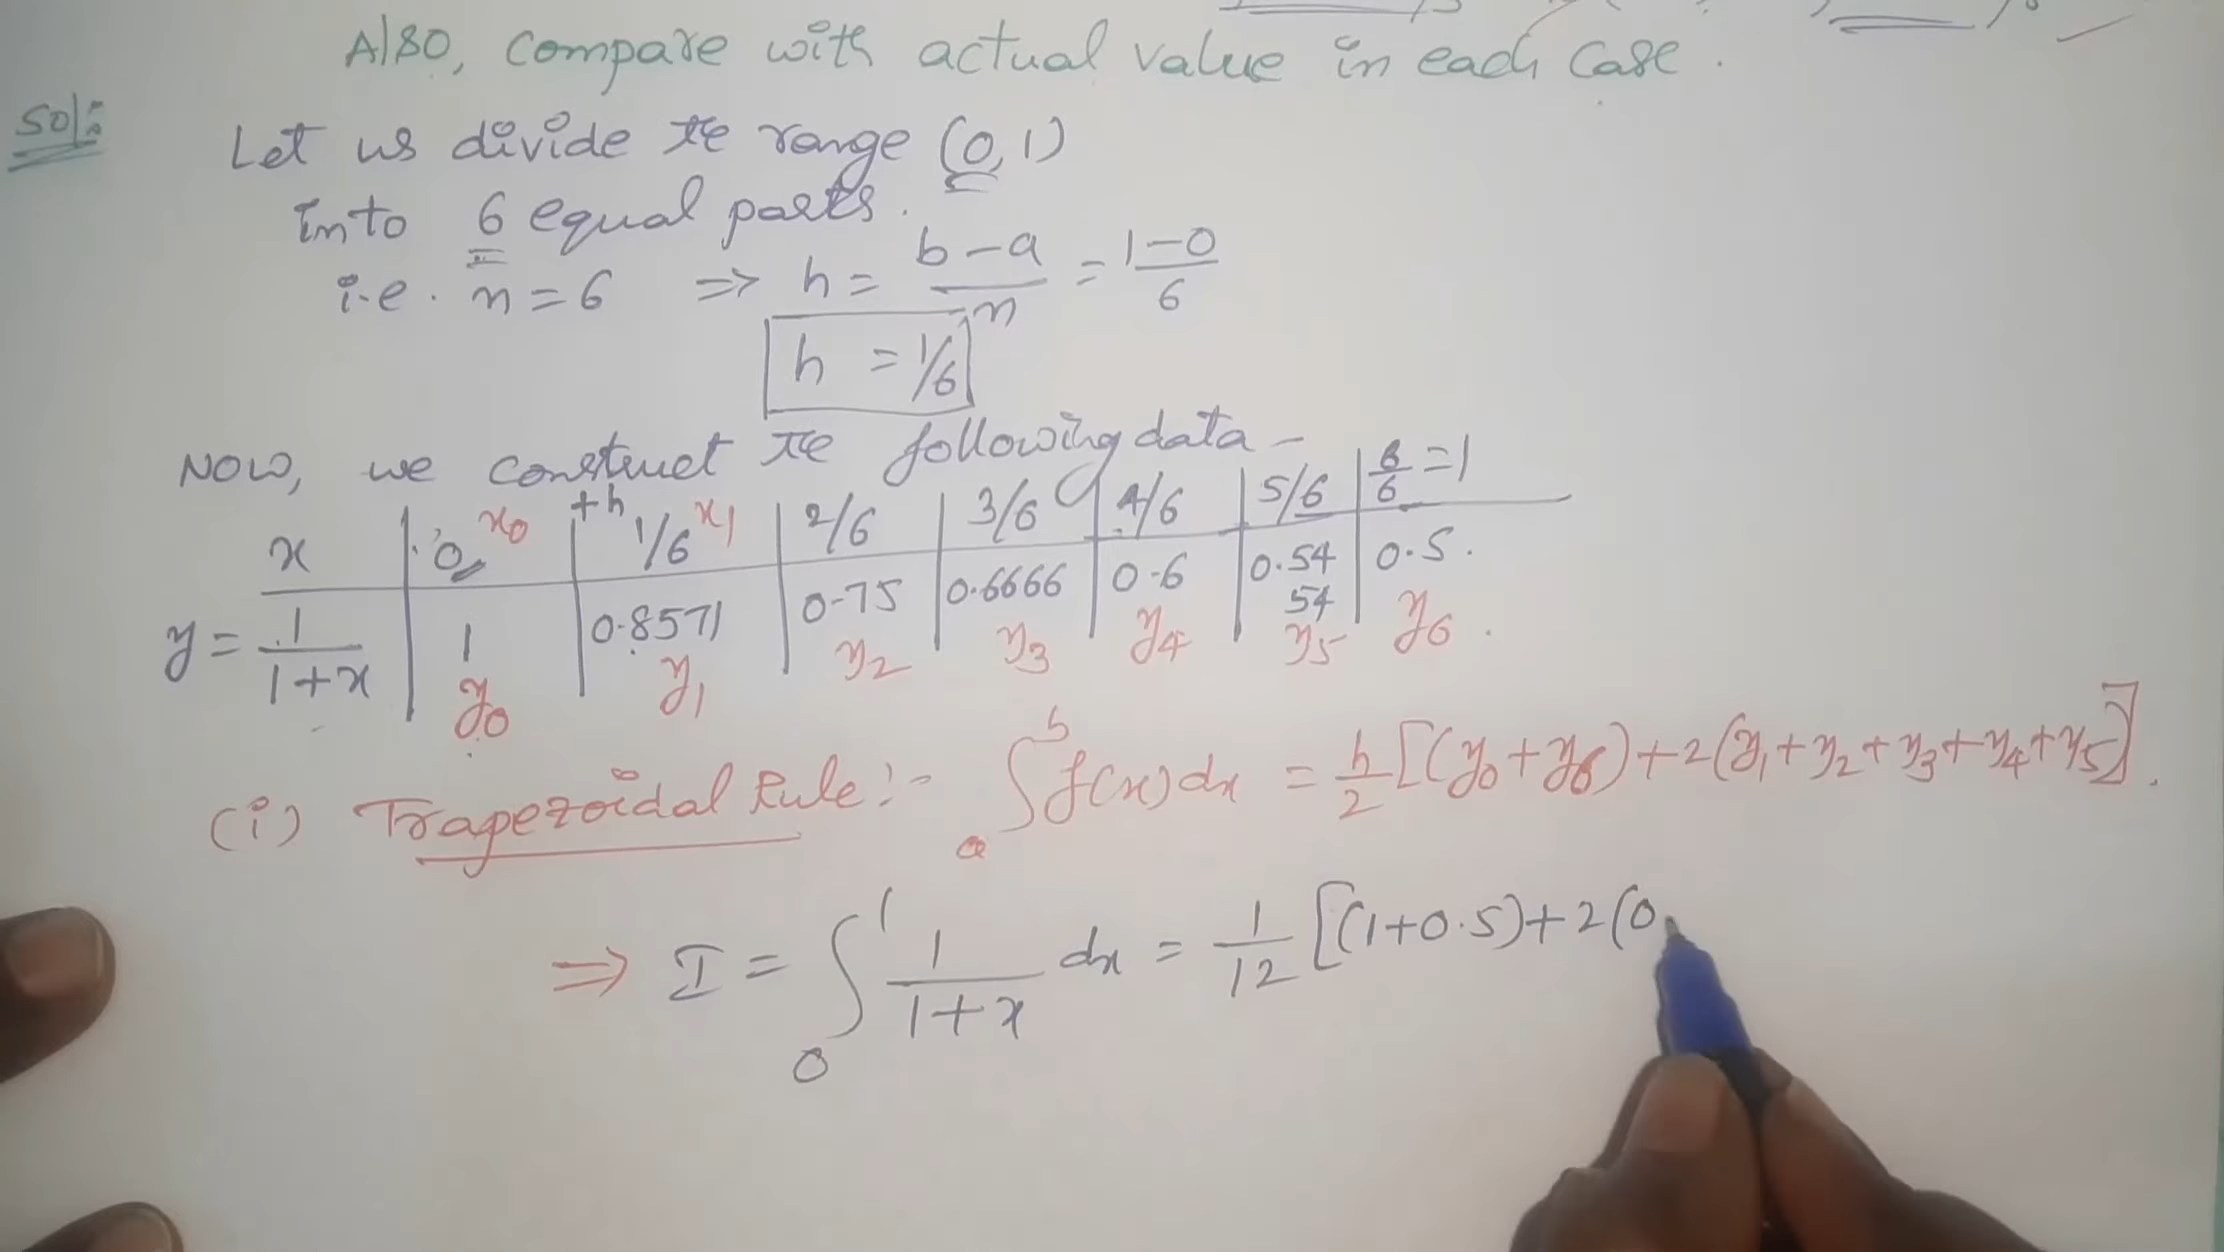 Also, compare with actual value in each case.
Sol:
Let us divide the range (0, 1)
into 6 equal parts.
i.e. n = 6 ⇒ h = b-a/n = 1-0/6
h = 1/6
Now, we construct the following data -
x | 0 x0 | +h 1/6 x1 | 2/6 | 3/6 | 4/6 | 5/6 | 6/6 = 1
y = 1/1+x | 1 | 0.8571 | 0.75 | 0.6666 | 0.6 | 0.5454 | 0.5.
y0 y1 y2 y3 y4 y5 y6.
(i) Trapezoidal Rule:- ∫a^b f(x) dx = h/2 [(y0+y6)+2(y1+y2+y3+y4+y5)].
⇒ I = ∫0^1 1/1+x dx = 1/12 [(1+0.5)+2(0.